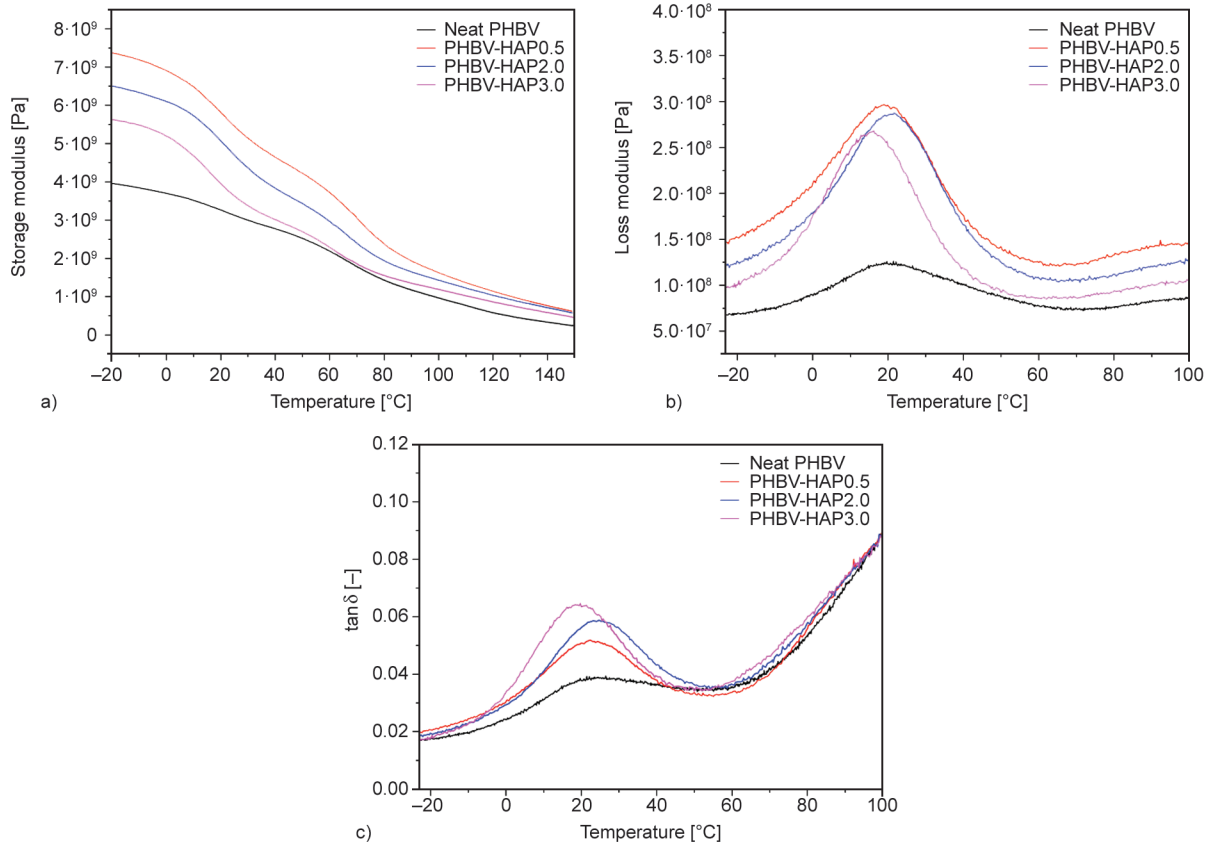 8·10⁹
7·10⁹
6·10⁹
5·10⁹
4·10⁹
3·10⁹
2·10⁹
1·10⁹
0
Storage modulus [Pa]
Neat PHBV
PHBV-HAP0.5
PHBV-HAP2.0
PHBV-HAP3.0
–20 0 20 40 60 80 100 120 140
Temperature [°C]
a)
4.0·10⁸
3.5·10⁸
3.0·10⁸
2.5·10⁸
2.0·10⁸
1.5·10⁸
1.0·10⁸
5.0·10⁷
Loss modulus [Pa]
Neat PHBV
PHBV-HAP0.5
PHBV-HAP2.0
PHBV-HAP3.0
–20 0 20 40 60 80 100
Temperature [°C]
b)
0.12
0.10
0.08
0.06
0.04
0.02
0.00
tan δ [–]
Neat PHBV
PHBV-HAP0.5
PHBV-HAP2.0
PHBV-HAP3.0
–20 0 20 40 60 80 100
Temperature [°C]
c)